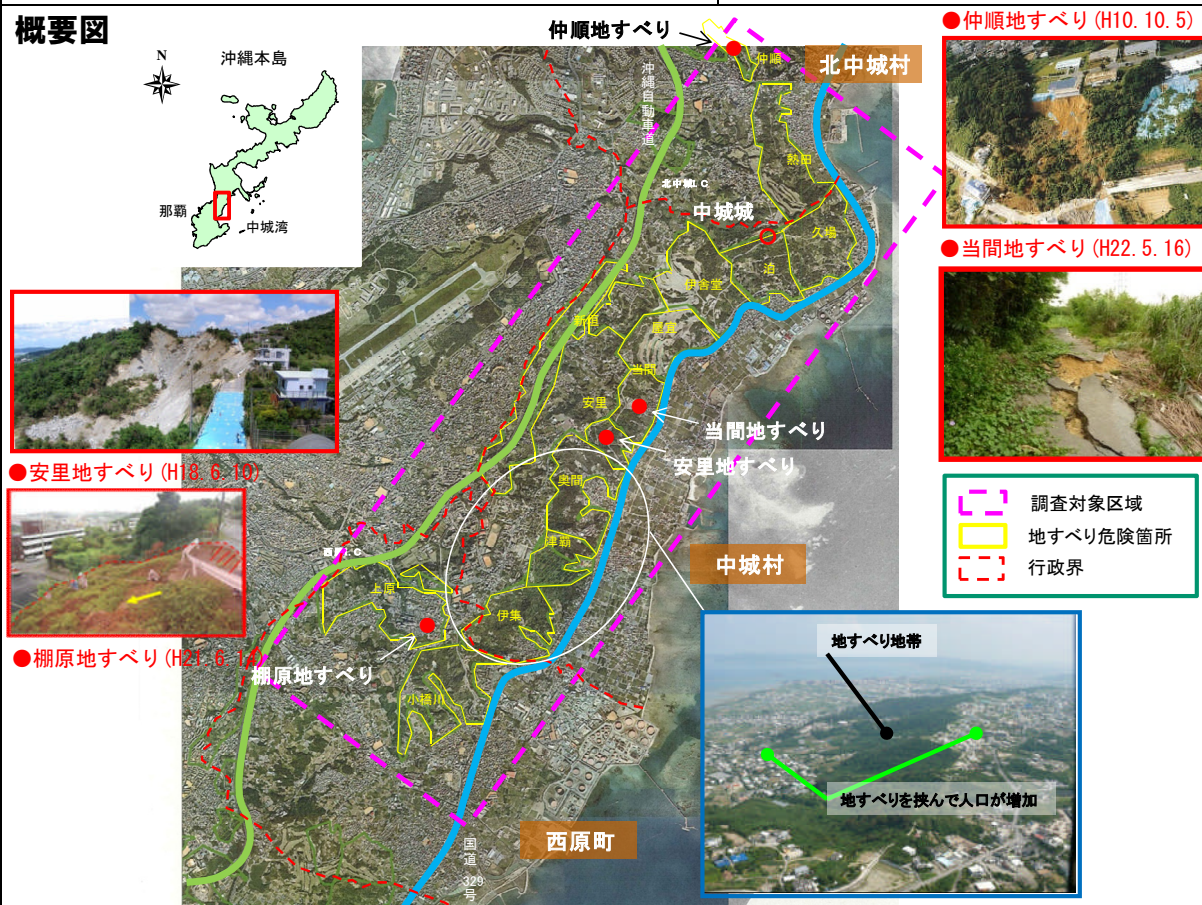 概要図
沖縄本島
N
那覇
中城湾
仲順地すべり
仲順
北中城村
沖縄自動車道
熱田
北中城I.C
中城城
久場
泊
伊舎堂
新垣
当間
安里
当間地すべり
安里地すべり
奥間
津覇
中城村
上原
伊集
棚原地すべり
小橋川
西原町
国道329号
●仲順地すべり(H10.10.5)
●当間地すべり(H22.5.16)
●安里地すべり(H18.6.10)
●棚原地すべり(H21.6.1
調査対象区域
地すべり危険箇所
行政界
地すべり地帯
地すべりを挟んで人口が増加